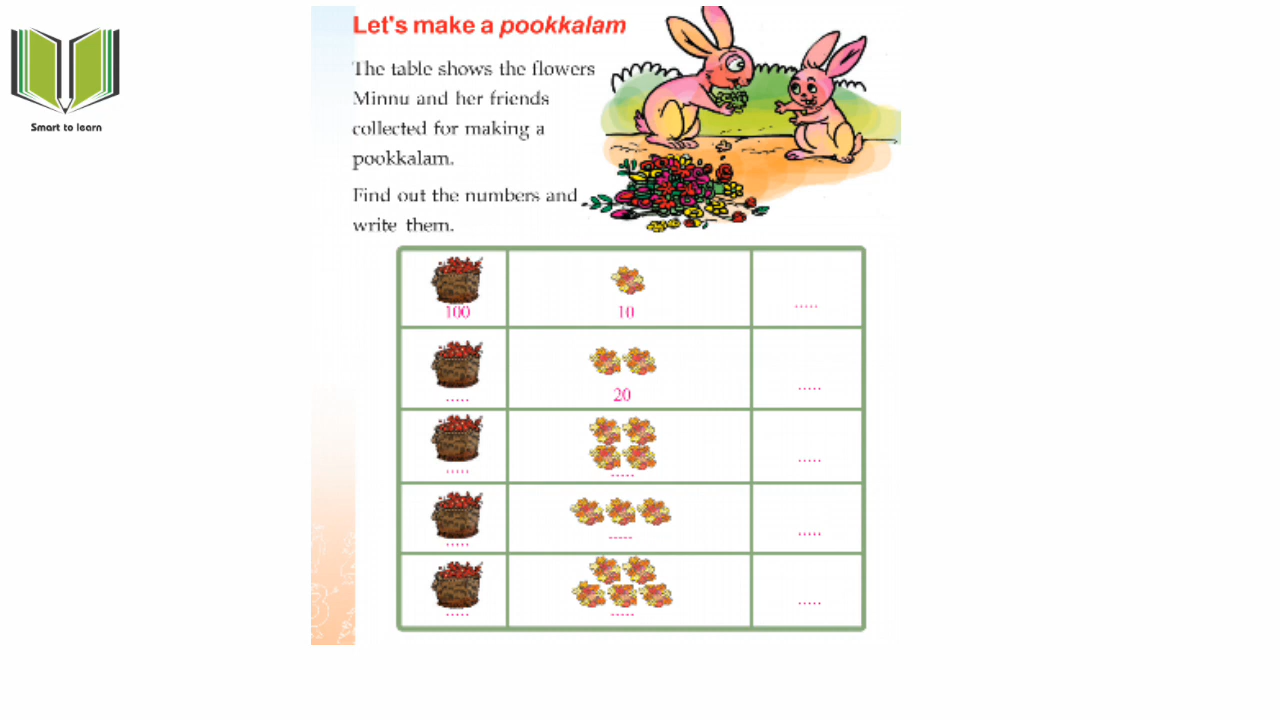 Smart to learn
Let's make a pookkalam
The table shows the flowers
Minnu and her friends
collected for making a
pookkalam.
Find out the numbers and
write them.
100 10 .....
..... 20 .....
..... ..... .....
..... ..... .....
..... ..... .....